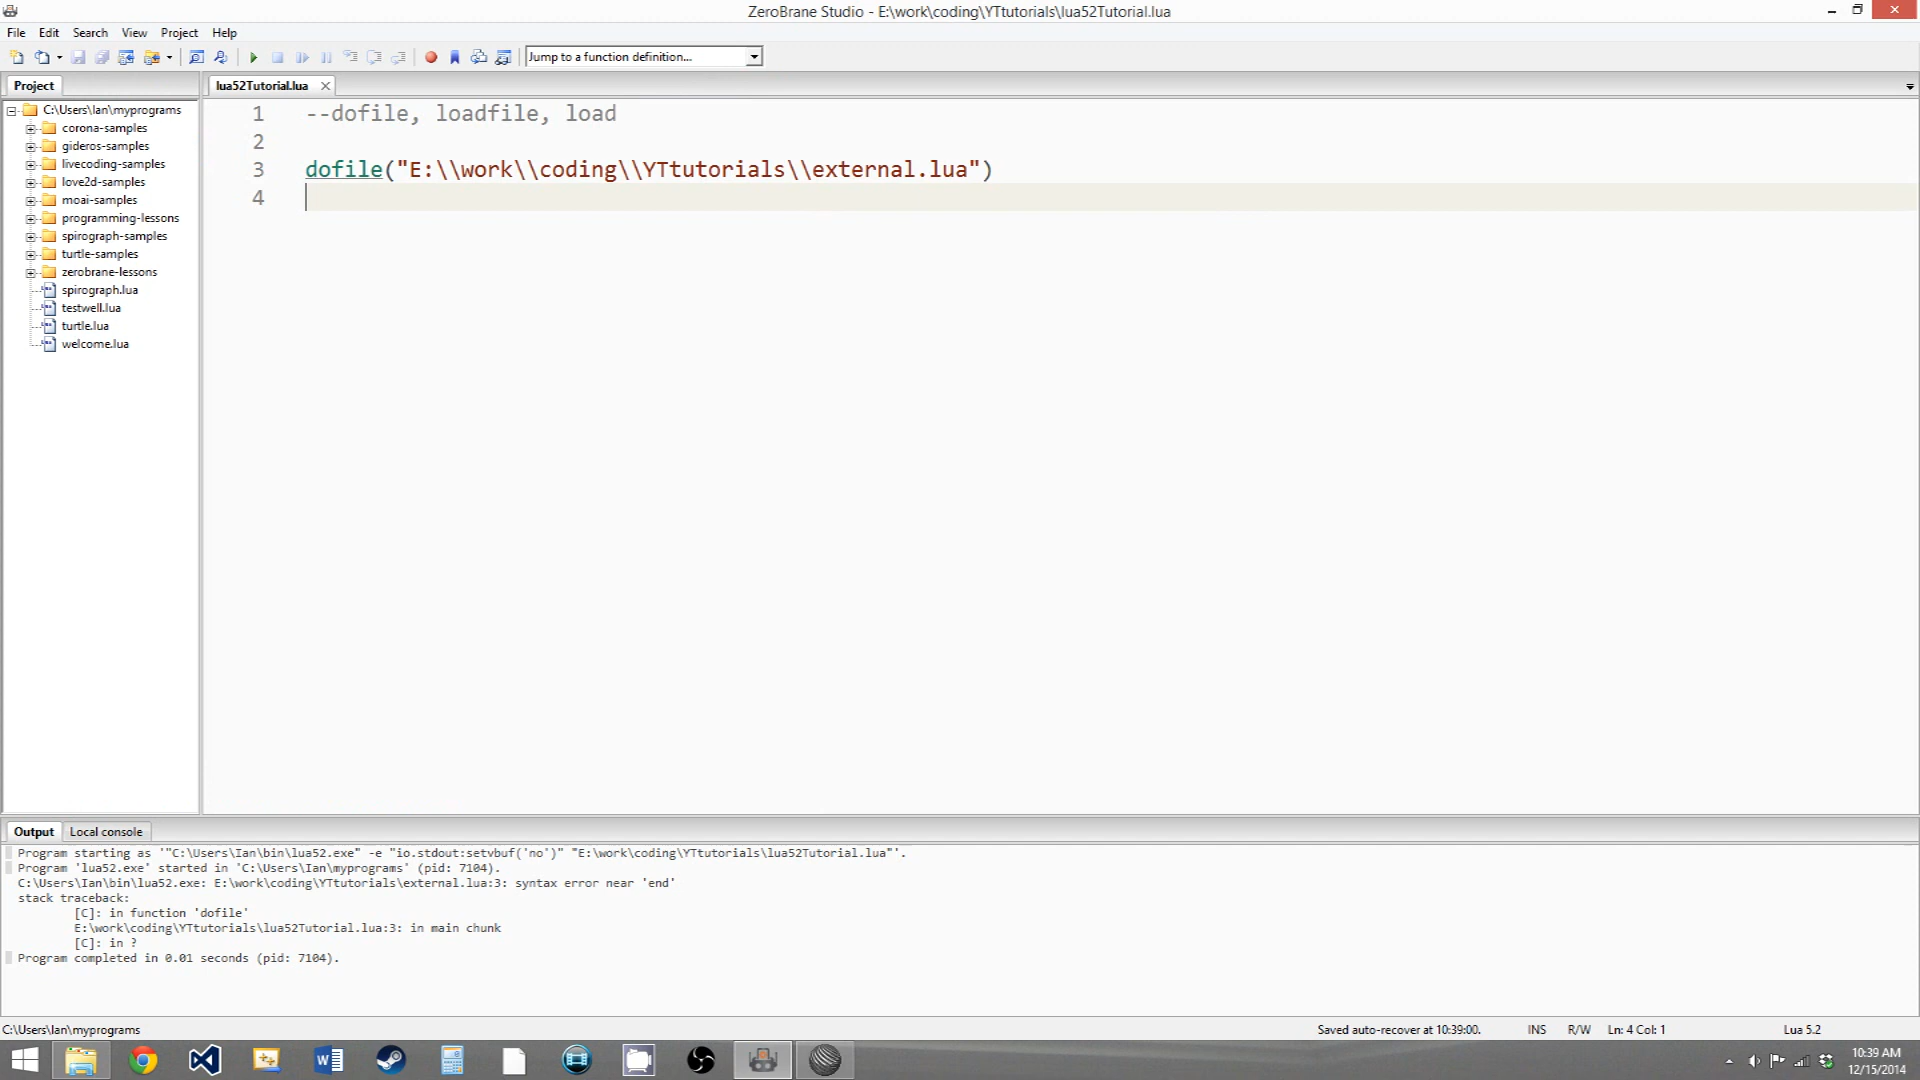 ZeroBrane Studio - E:\work\coding\YTtutorials\lua52Tutorial.lua
File Edit Search View Project Help
Jump to a function definition...
Project
lua52Tutorial.lua
C:\Users\Ian\myprograms
corona-samples
gideros-samples
livecoding-samples
love2d-samples
moai-samples
programming-lessons
spirograph-samples
turtle-samples
zerobrane-lessons
spirograph.lua
testwell.lua
turtle.lua
welcome.lua
1 --dofile, loadfile, load
2
3 dofile("E:\\work\\coding\\YTtutorials\\external.lua")
4
Output Local console
Program starting as '"C:\Users\Ian\bin\lua52.exe" -e "io.stdout:setvbuf('no')" "E:\work\coding\YTtutorials\lua52Tutorial.lua"'.
Program 'lua52.exe' started in 'C:\Users\Ian\myprograms' (pid: 7104).
C:\Users\Ian\bin\lua52.exe: E:\work\coding\YTtutorials\external.lua:3: syntax error near 'end'
stack traceback:
[C]: in function 'dofile'
E:\work\coding\YTtutorials\lua52Tutorial.lua:3: in main chunk
[C]: in ?
Program completed in 0.01 seconds (pid: 7104).
C:\Users\Ian\myprograms Saved auto-recover at 10:39:00. INS R/W Ln: 4 Col: 1 Lua 5.2
10:39 AM
12/15/2014